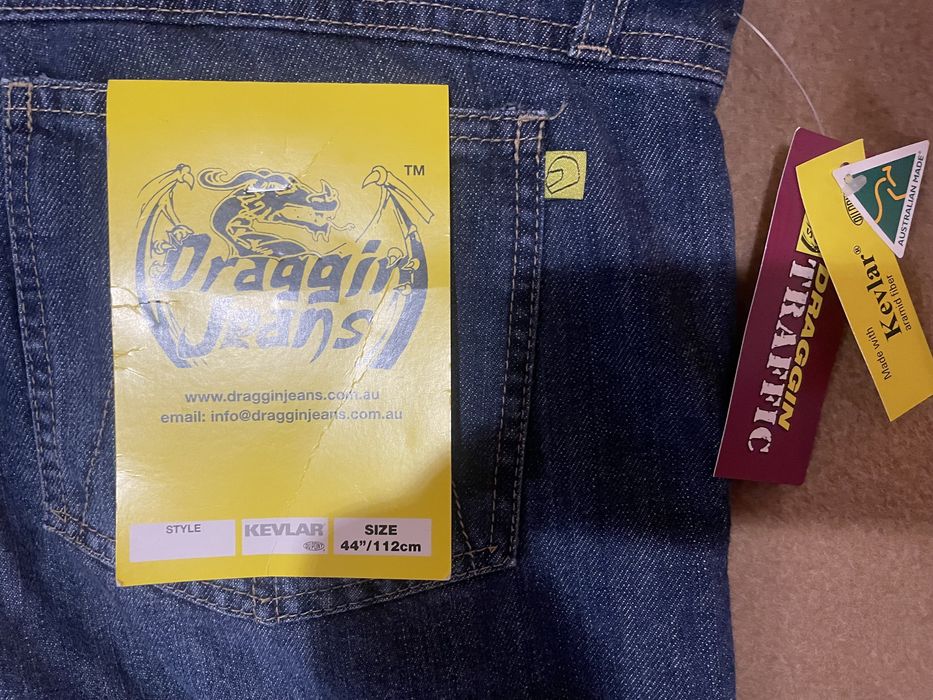 TM
Draggin
Jeans
www.dragginjeans.com.au
email: info@dragginjeans.com.au
STYLE
KEVLAR
DUPONT
SIZE
44"/112cm
DRAGGIN
TRAFFIC
Made with
Kevlar®
aramid fiber
AUSTRALIAN MADE